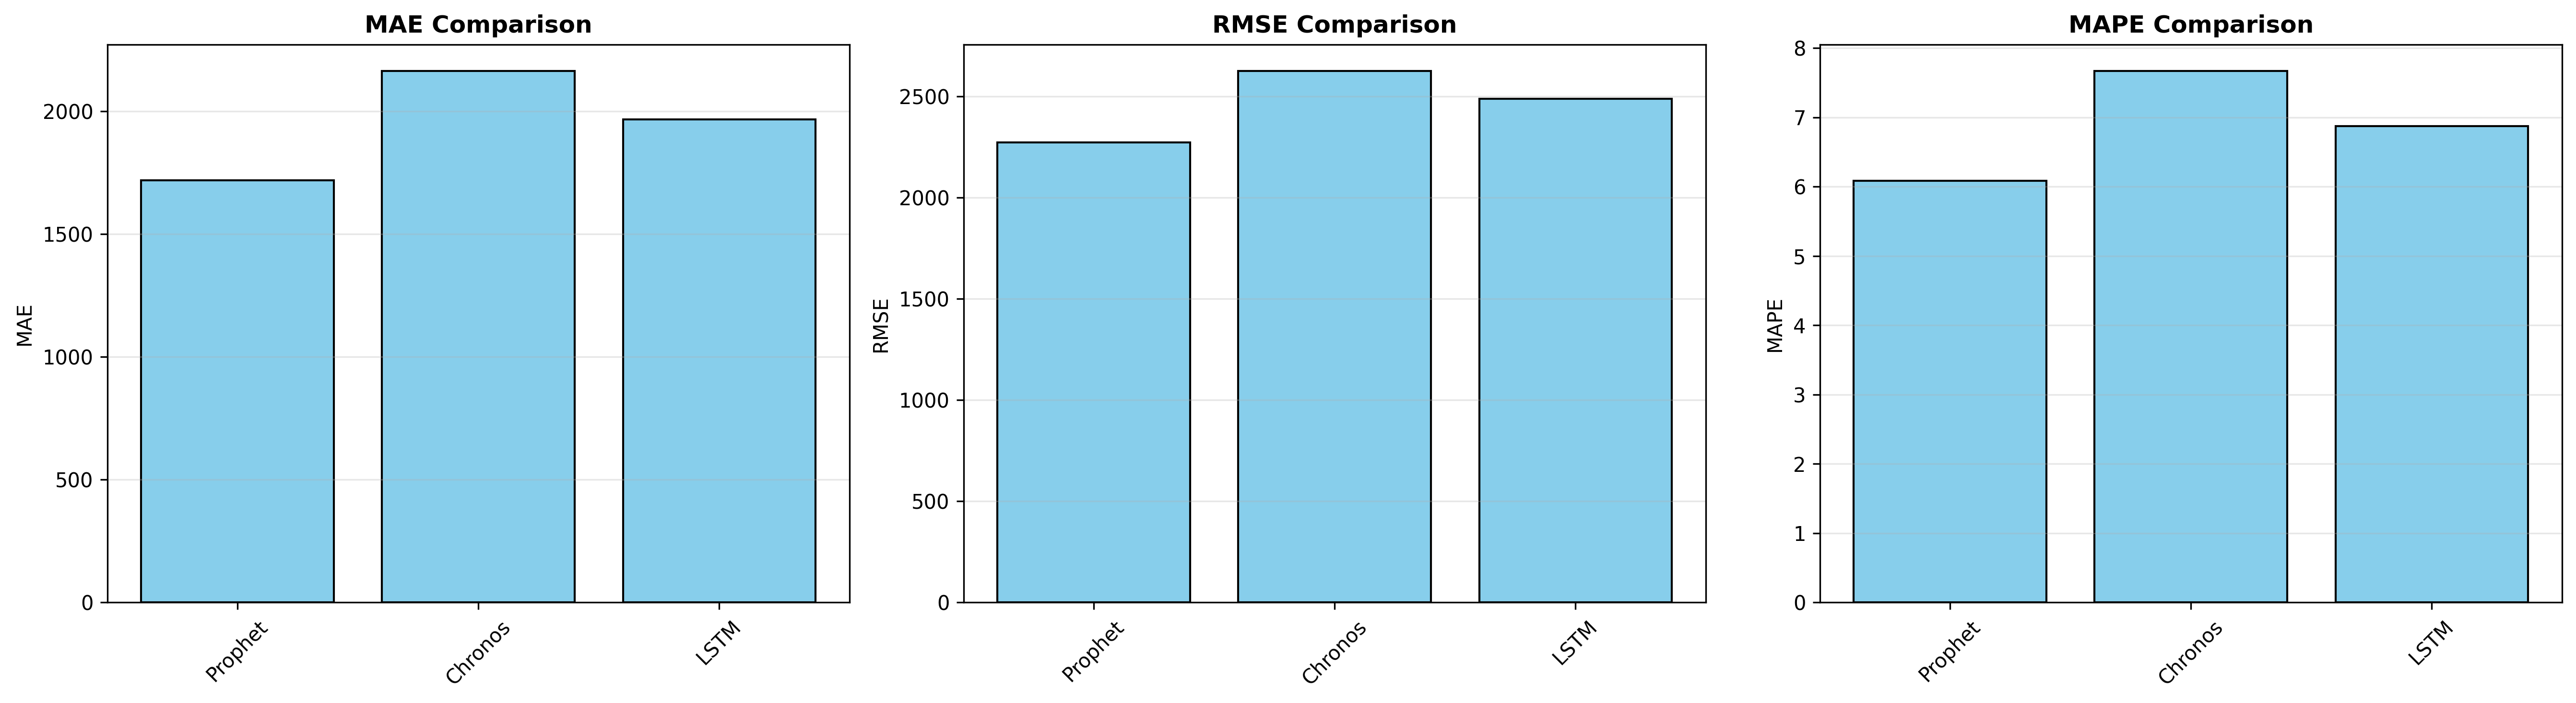 MAE Comparison
MAE
2000
1500
1000
500
0
Prophet
Chronos
LSTM
RMSE Comparison
RMSE
2500
2000
1500
1000
500
0
Prophet
Chronos
LSTM
MAPE Comparison
MAPE
8
7
6
5
4
3
2
1
0
Prophet
Chronos
LSTM